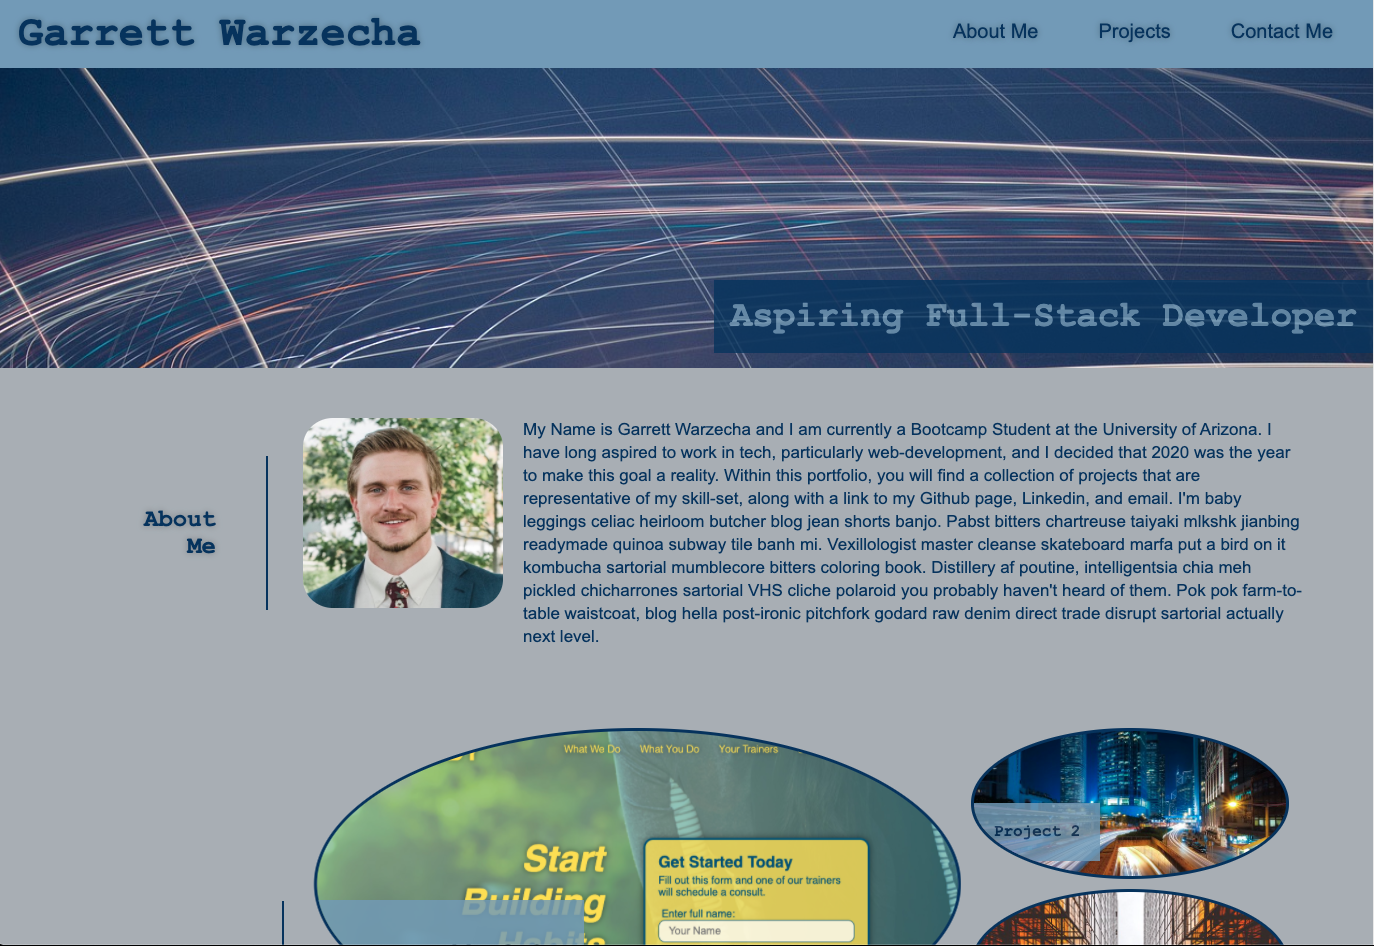 Garrett Warzecha
About Me
Projects
Contact Me
Aspiring Full-Stack Developer
About
Me
My Name is Garrett Warzecha and I am currently a Bootcamp Student at the University of Arizona. I
have long aspired to work in tech, particularly web-development, and I decided that 2020 was the year
to make this goal a reality. Within this portfolio, you will find a collection of projects that are
representative of my skill-set, along with a link to my Github page, Linkedin, and email. I'm baby
leggings celiac heirloom butcher blog jean shorts banjo. Pabst bitters chartreuse taiyaki mlkshk jianbing
readymade quinoa subway tile banh mi. Vexillologist master cleanse skateboard marfa put a bird on it
kombucha sartorial mumblecore bitters coloring book. Distillery af poutine, intelligentsia chia meh
pickled chicharrones sartorial VHS cliche polaroid you probably haven't heard of them. Pok pok farm-to-
table waistcoat, blog hella post-ironic pitchfork godard raw denim direct trade disrupt sartorial actually
next level.
What We Do
What You Do
Your Trainers
Start
Building
Habits
Get Started Today
Fill out this form and one of our trainers
will schedule a consult.
Enter full name:
Your Name
Project 2